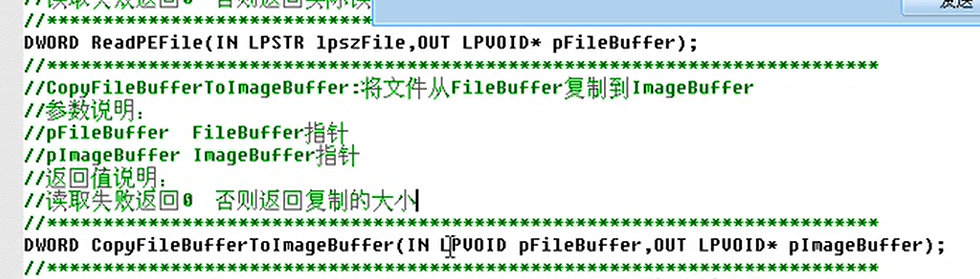 //读取失败返回0  否则返回实际读
发送
//**********************************
DWORD ReadPEFile(IN LPSTR lpszFile,OUT LPVOID* pFileBuffer);
//**************************************************************************
//CopyFileBufferToImageBuffer:将文件从FileBuffer复制到ImageBuffer
//参数说明：
//pFileBuffer  FileBuffer指针
//pImageBuffer ImageBuffer指针
//返回值说明：
//读取失败返回0  否则返回复制的大小
//**************************************************************************
DWORD CopyFileBufferToImageBuffer(IN LPVOID pFileBuffer,OUT LPVOID* pImageBuffer);
//**************************************************************************